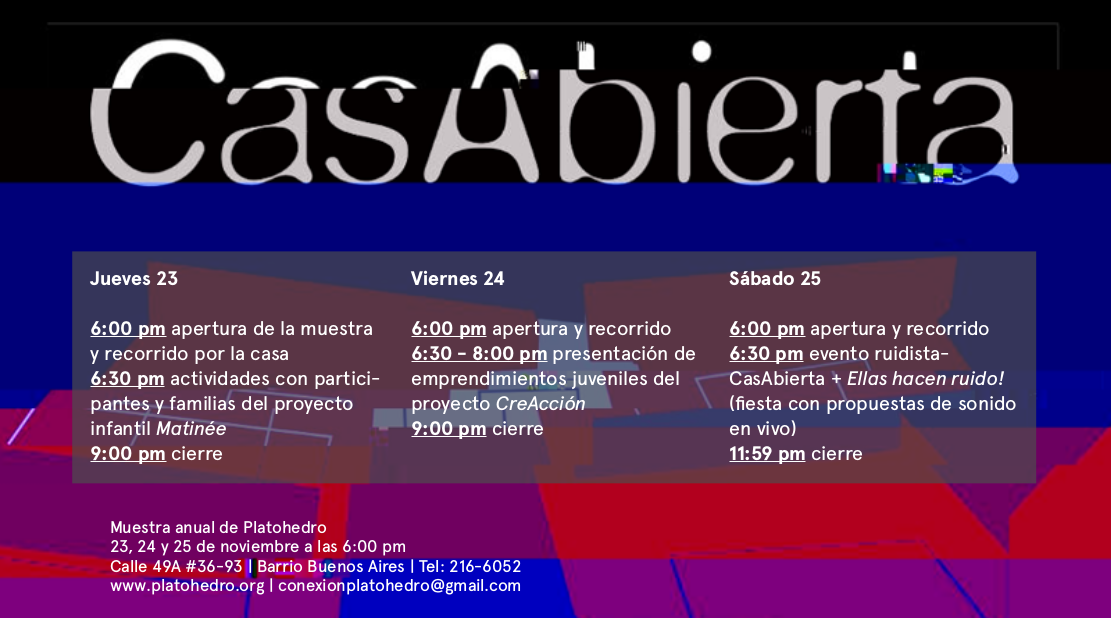 CasAbierta
Jueves 23
6:00 pm apertura de la muestra
y recorrido por la casa
6:30 pm actividades con partici-
pantes y familias del proyecto
infantil Matinée
9:00 pm cierre
Viernes 24
6:00 pm apertura y recorrido
6:30 - 8:00 pm presentación de
emprendimientos juveniles del
proyecto CreAcción
9:00 pm cierre
Sábado 25
6:00 pm apertura y recorrido
6:30 pm evento ruidista-
CasAbierta + Ellas hacen ruido!
(fiesta con propuestas de sonido
en vivo)
11:59 pm cierre
Muestra anual de Platohedro
23, 24 y 25 de noviembre a las 6:00 pm
Calle 49A #36-93 | Barrio Buenos Aires | Tel: 216-6052
www.platohedro.org | conexionplatohedro@gmail.com